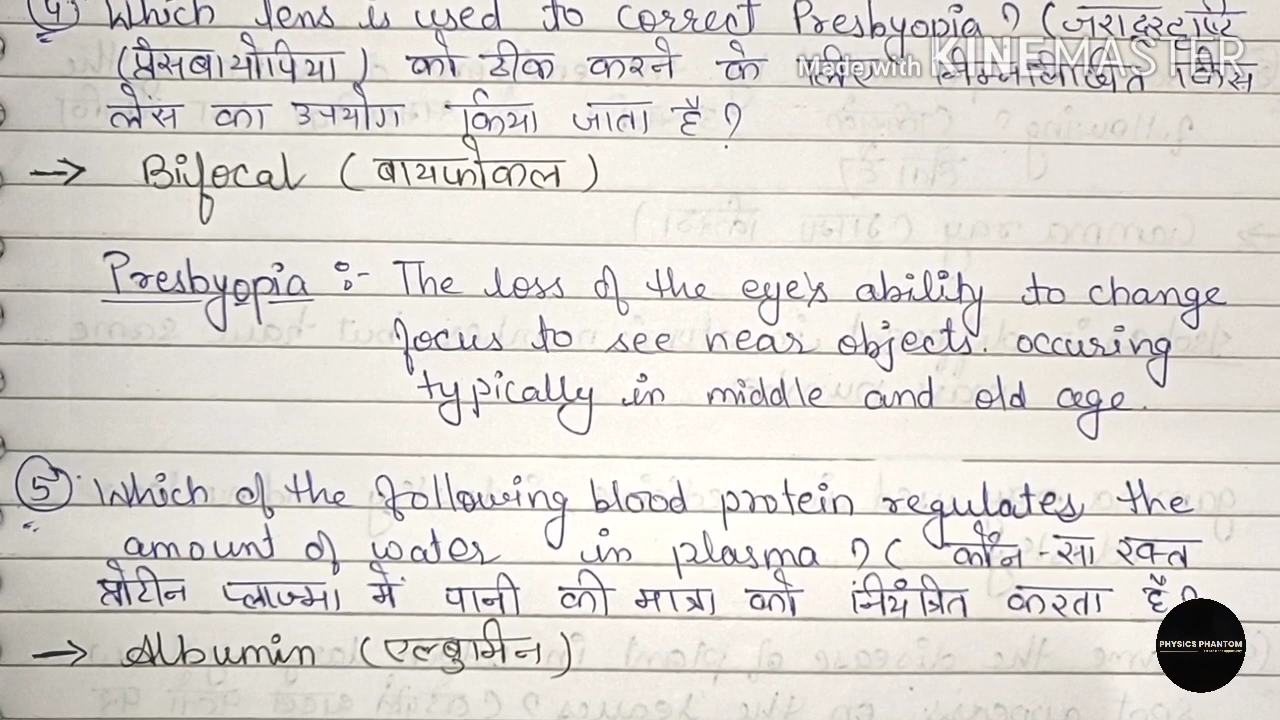 4) Which lens is used to correct Presbyopia? (जरादूरदृष्टि
(प्रेसबायोपिया) को ठीक करने के लिए निम्नलिखित किस
Made with KINEMASTER
लेंस का उपयोग किया जाता है?
→ Bifocal (बायफोकल)
Presbyopia :- The loss of the eye's ability to change
focus to see near objects. occuring
typically in middle and old age.
5) Which of the following blood protein regulates the
amount of water in plasma? (कौन-सा रक्त
प्रोटीन प्लाज्मा में पानी की मात्रा को नियंत्रित करता है?
→ Albumin (एल्बुमीन)
PHYSICS PHANTOM